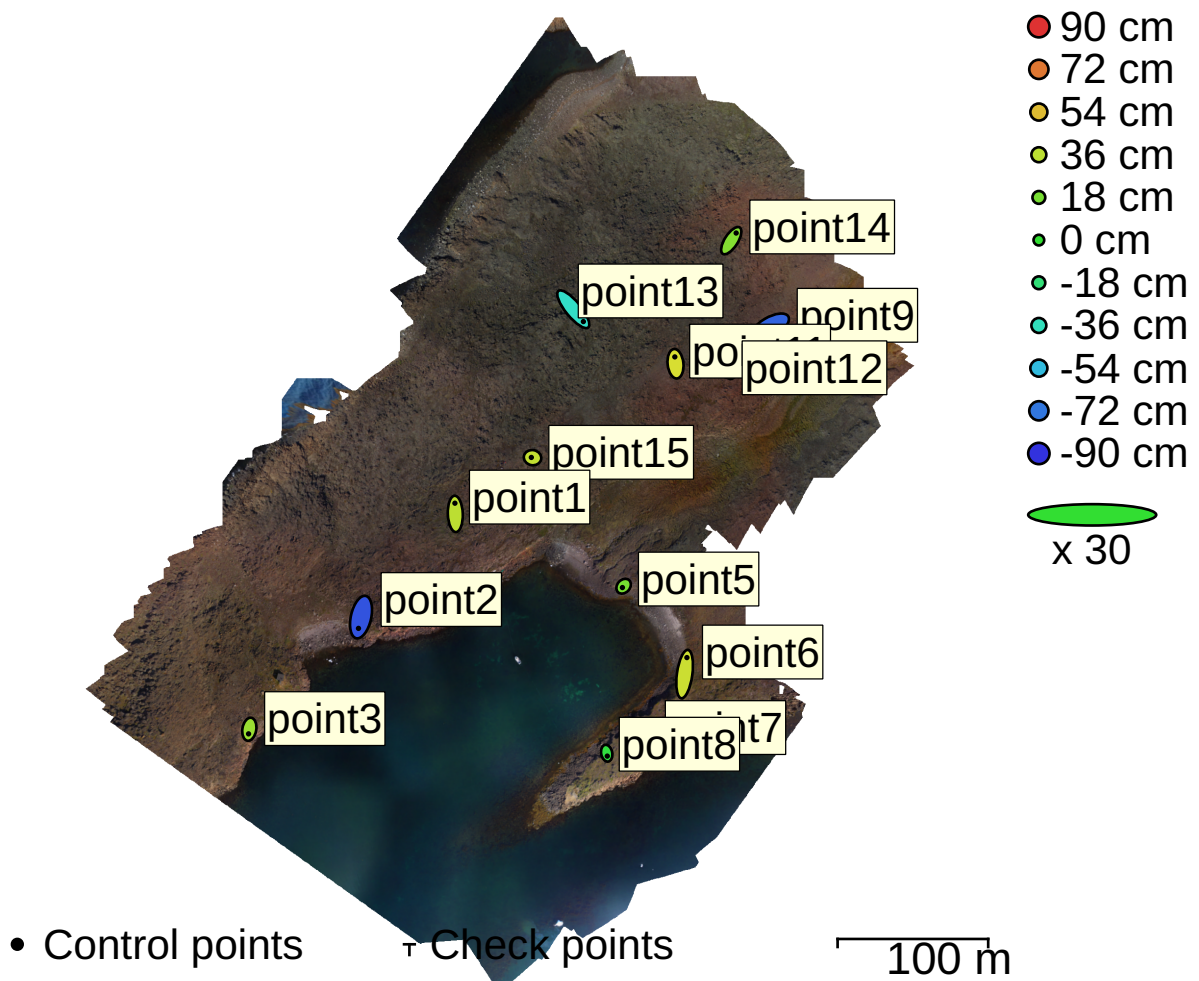 90 cm
72 cm
54 cm
36 cm
18 cm
0 cm
-18 cm
-36 cm
-54 cm
-72 cm
-90 cm
x 30
point14
point13
point9
point12
point15
point1
point5
point2
point6
point3
point8
Control points
Check points
100 m